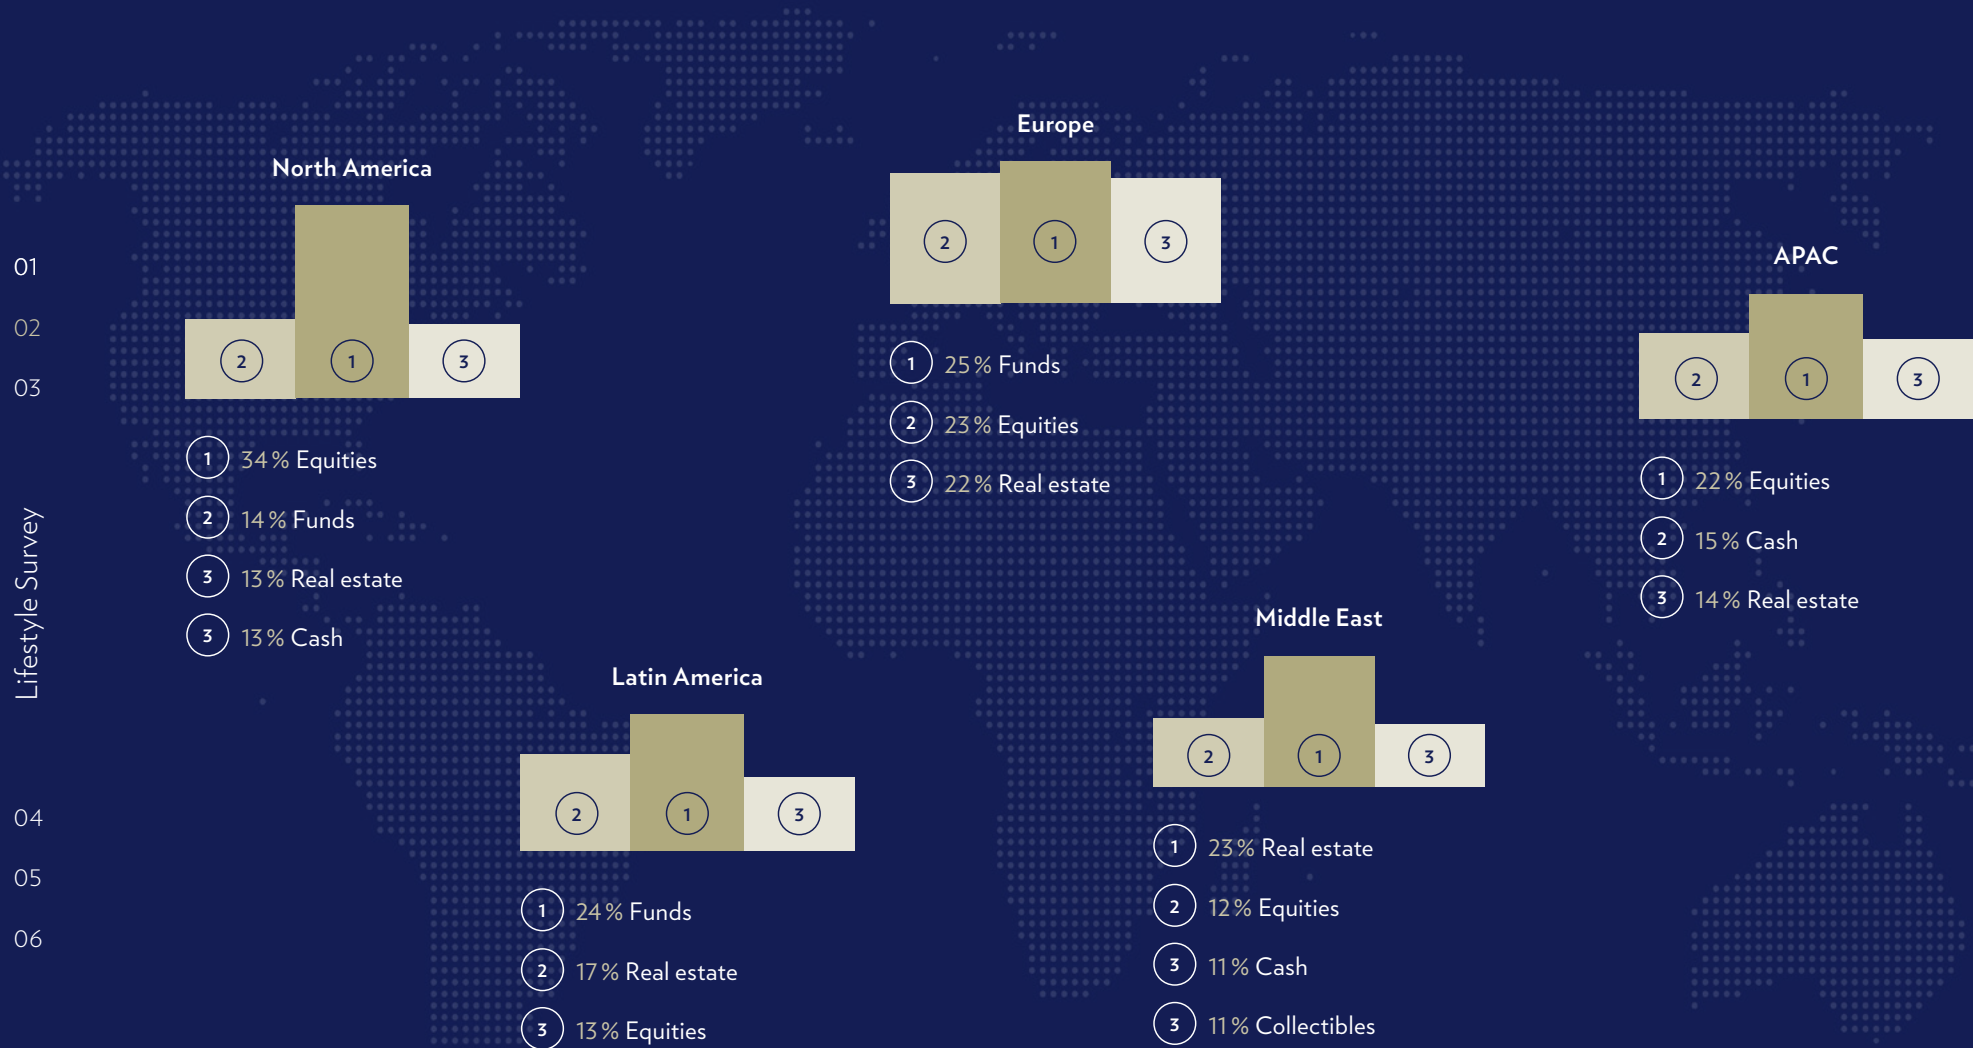 01
02
03
Lifestyle Survey
04
05
06
North America
2 1 3
1 34% Equities
2 14% Funds
3 13% Real estate
3 13% Cash
Latin America
2 1 3
1 24% Funds
2 17% Real estate
3 13% Equities
Europe
2 1 3
1 25% Funds
2 23% Equities
3 22% Real estate
Middle East
2 1 3
1 23% Real estate
2 12% Equities
3 11% Cash
3 11% Collectibles
APAC
2 1 3
1 22% Equities
2 15% Cash
3 14% Real estate